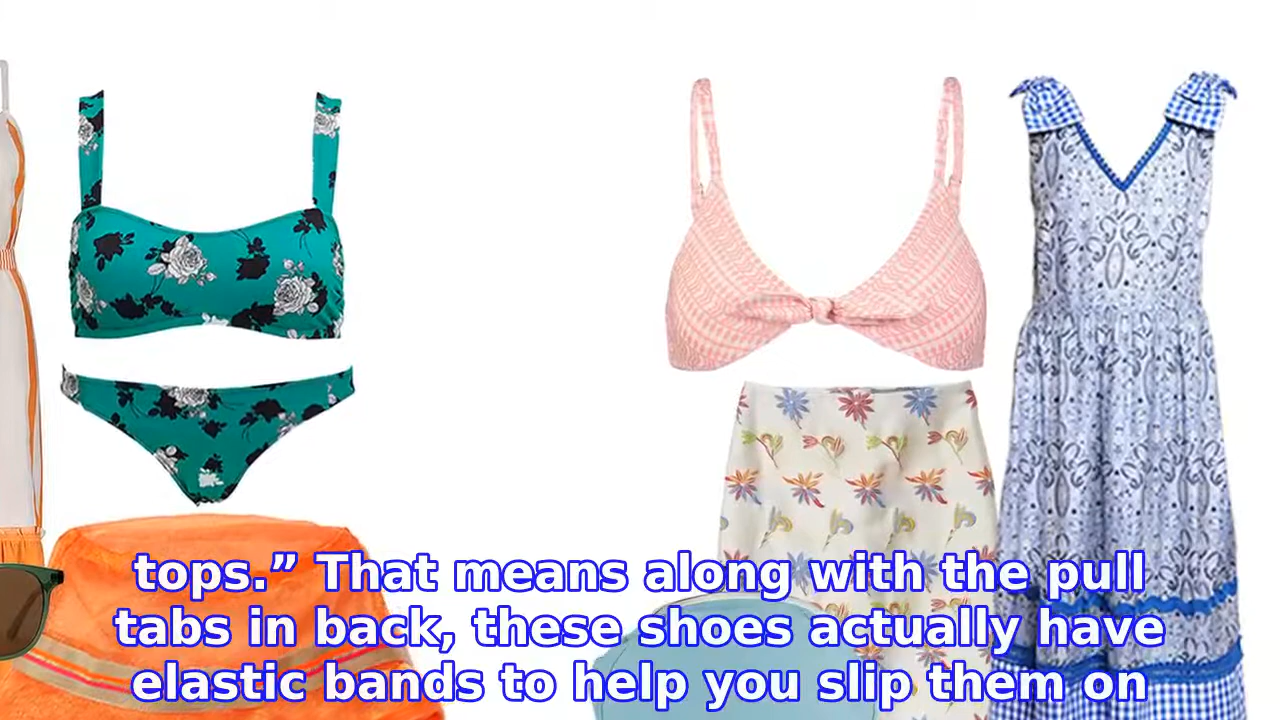 tops.” That means along with the pull
tabs in back, these shoes actually have
elastic bands to help you slip them on